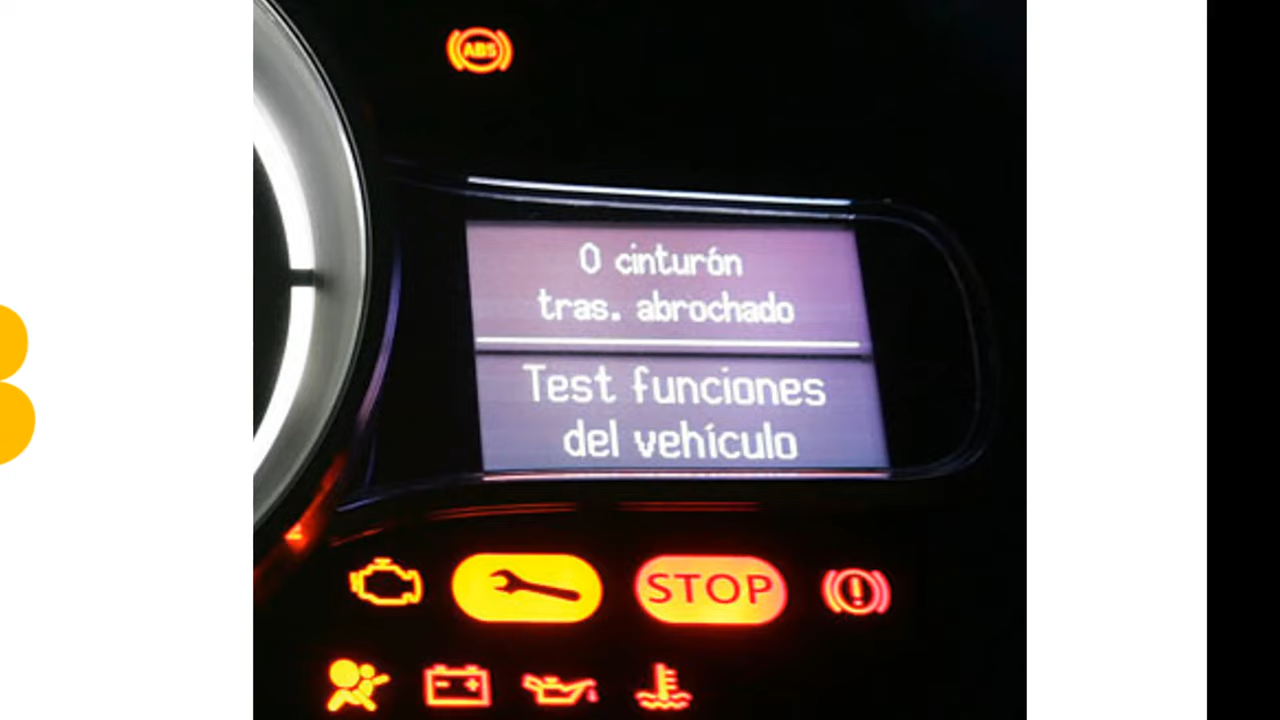 ABS
0 cinturón
tras. abrochado
Test funciones
del vehículo
STOP